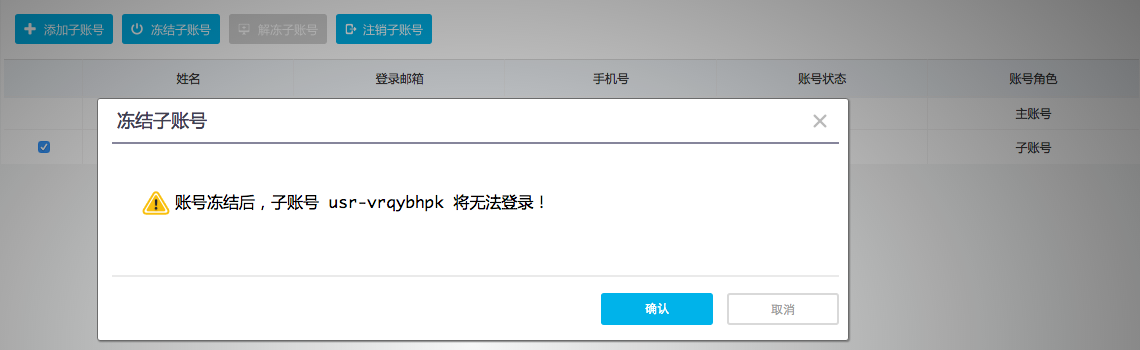 添加子账号 冻结子账号 解冻子账号 注销子账号
姓名 登录邮箱 手机号 账号状态 账号角色
主账号
子账号
冻结子账号
账号冻结后，子账号 usr-vrqybhpk 将无法登录！
确认 取消